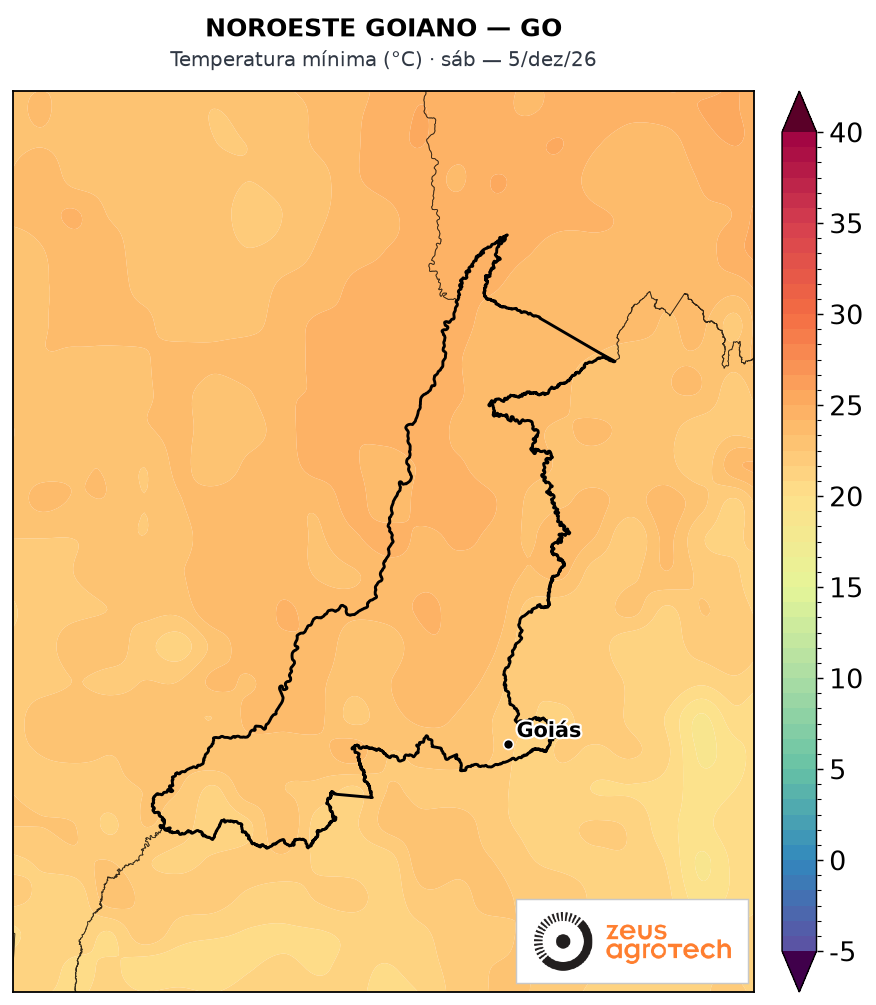 NOROESTE GOIANO — GO
Temperatura mínima (°C) · sáb — 5/dez/26
40
35
30
25
20
15
10
5
0
-5
Goiás
zeus
agrotech